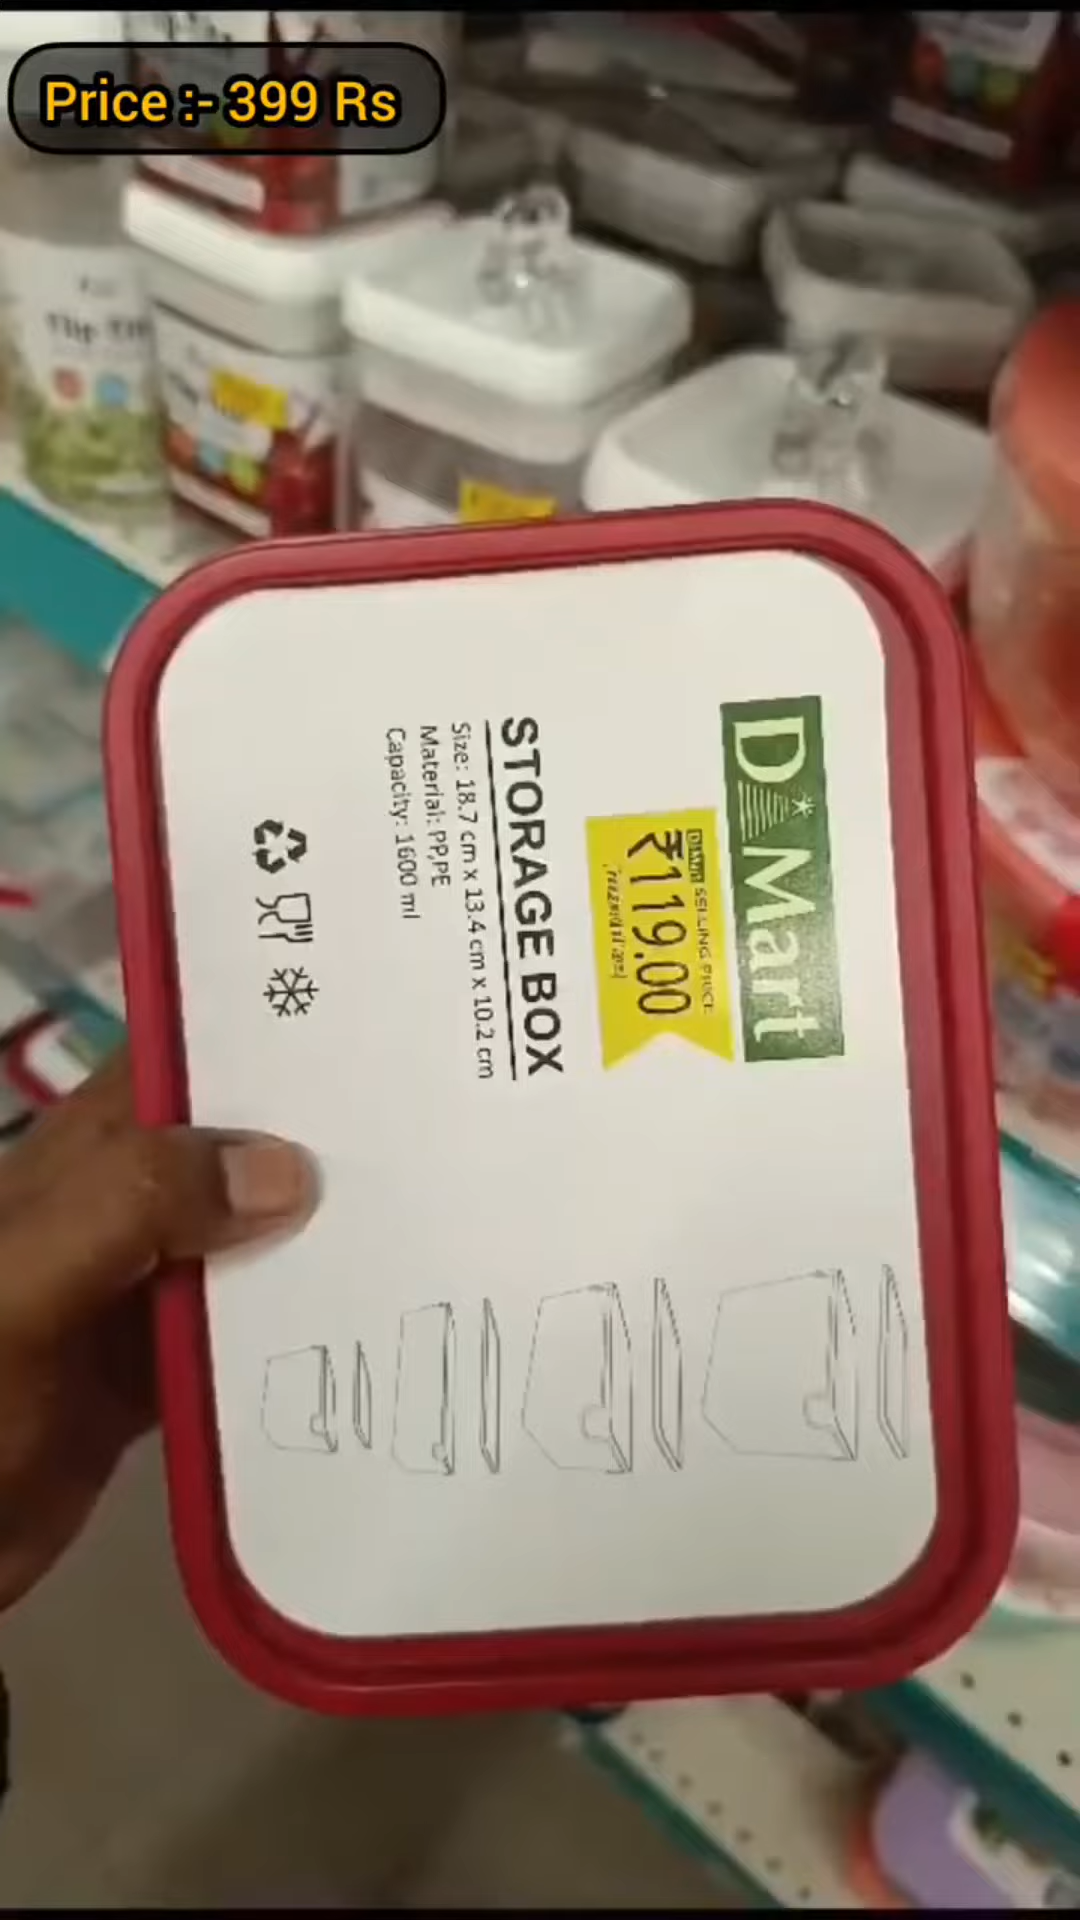 Price :- 399 Rs
D Mart
DMart SELLING PRICE
₹119.00
STORAGE BOX
Size: 18.7 cm x 13.4 cm x 10.2 cm
Material: PP,PE
Capacity: 1600 ml